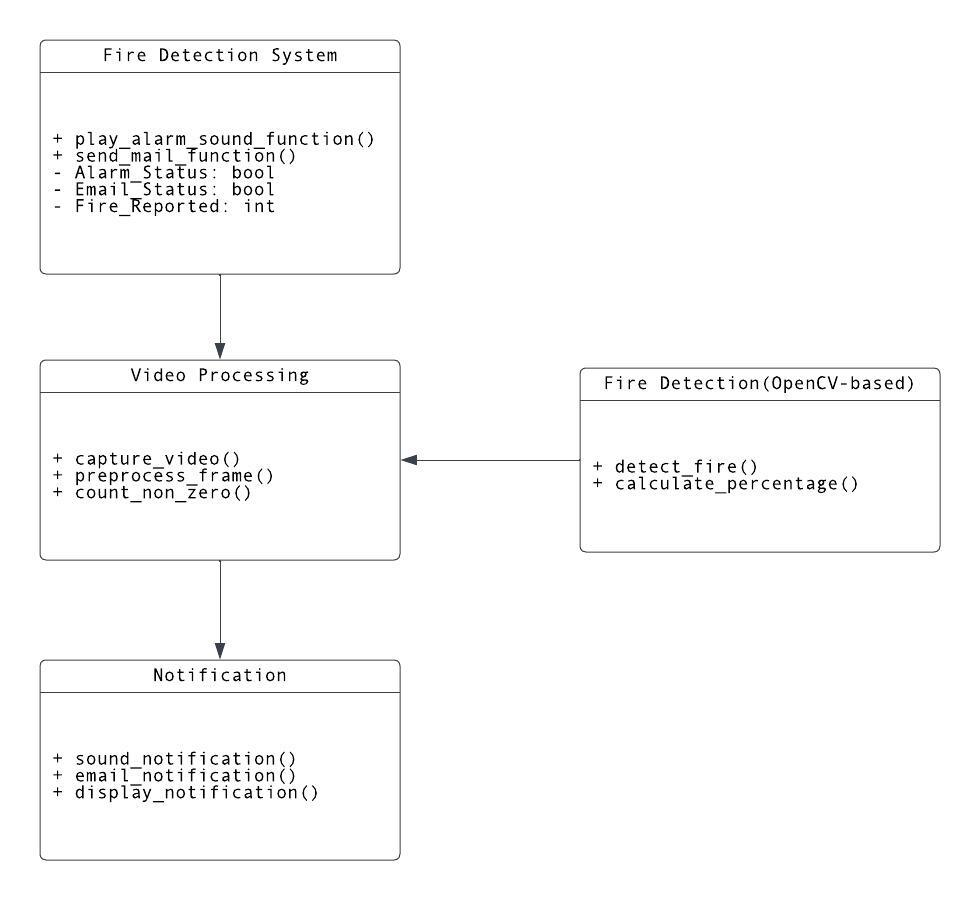 Fire Detection System
+ play_alarm_sound_function()
+ send_mail_function()
- Alarm_Status: bool
- Email_Status: bool
- Fire_Reported: int
Video Processing
+ capture_video()
+ preprocess_frame()
+ count_non_zero()
Fire Detection(OpenCV-based)
+ detect_fire()
+ calculate_percentage()
Notification
+ sound_notification()
+ email_notification()
+ display_notification()